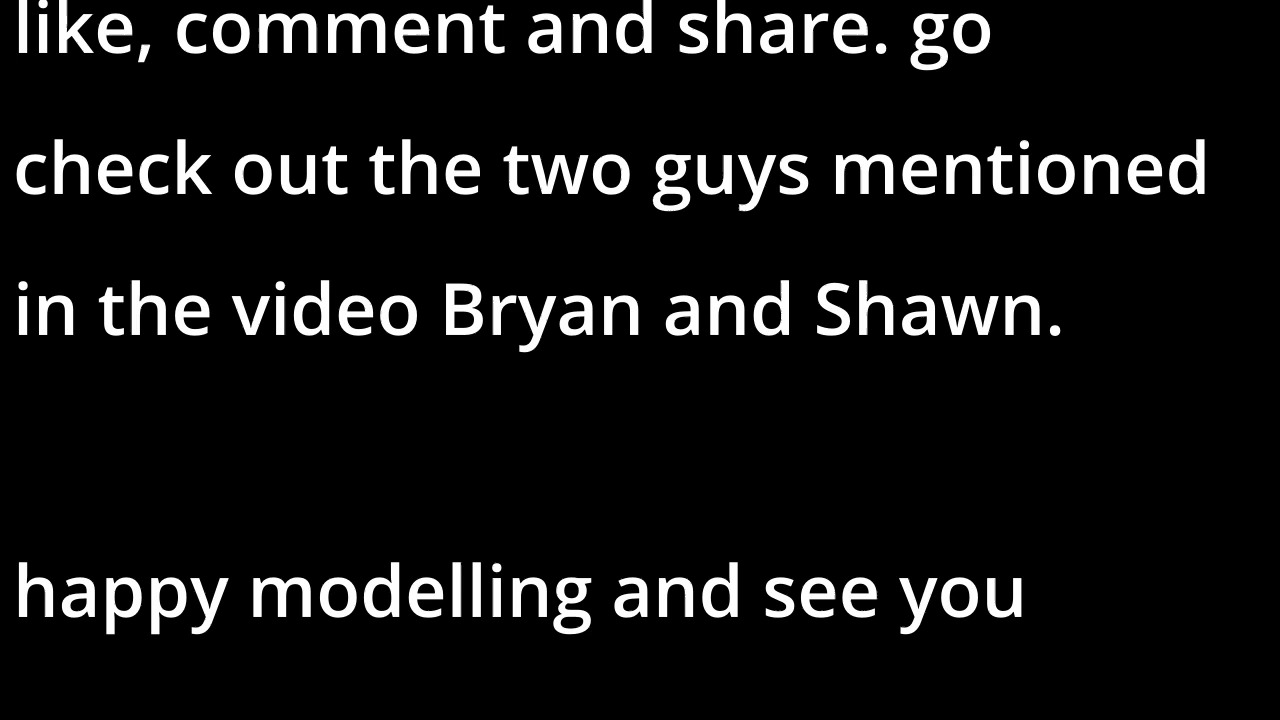 like, comment and share. go
check out the two guys mentioned
in the video Bryan and Shawn.
happy modelling and see you